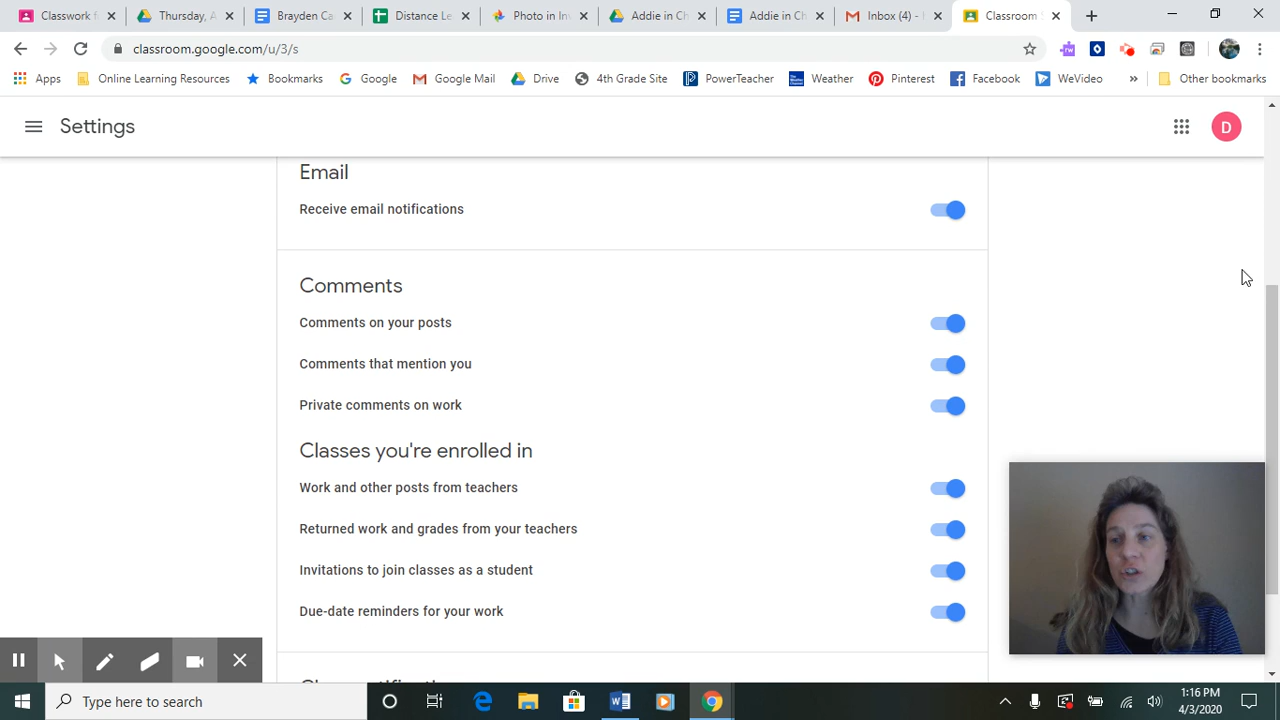 Classwork f
Thursday, A
Brayden Ca
Distance Le
Photo in In
Addie in Ch
Addie in Ch
Inbox (4) -
Classroom S
classroom.google.com/u/3/s
Apps
Online Learning Resources
Bookmarks
Google
Google Mail
Drive
4th Grade Site
PowerTeacher
Weather
Pinterest
Facebook
WeVideo
»
Other bookmarks
Settings
D
Email
Receive email notifications
Comments
Comments on your posts
Comments that mention you
Private comments on work
Classes you're enrolled in
Work and other posts from teachers
Returned work and grades from your teachers
Invitations to join classes as a student
Due-date reminders for your work
Type here to search
1:16 PM
4/3/2020